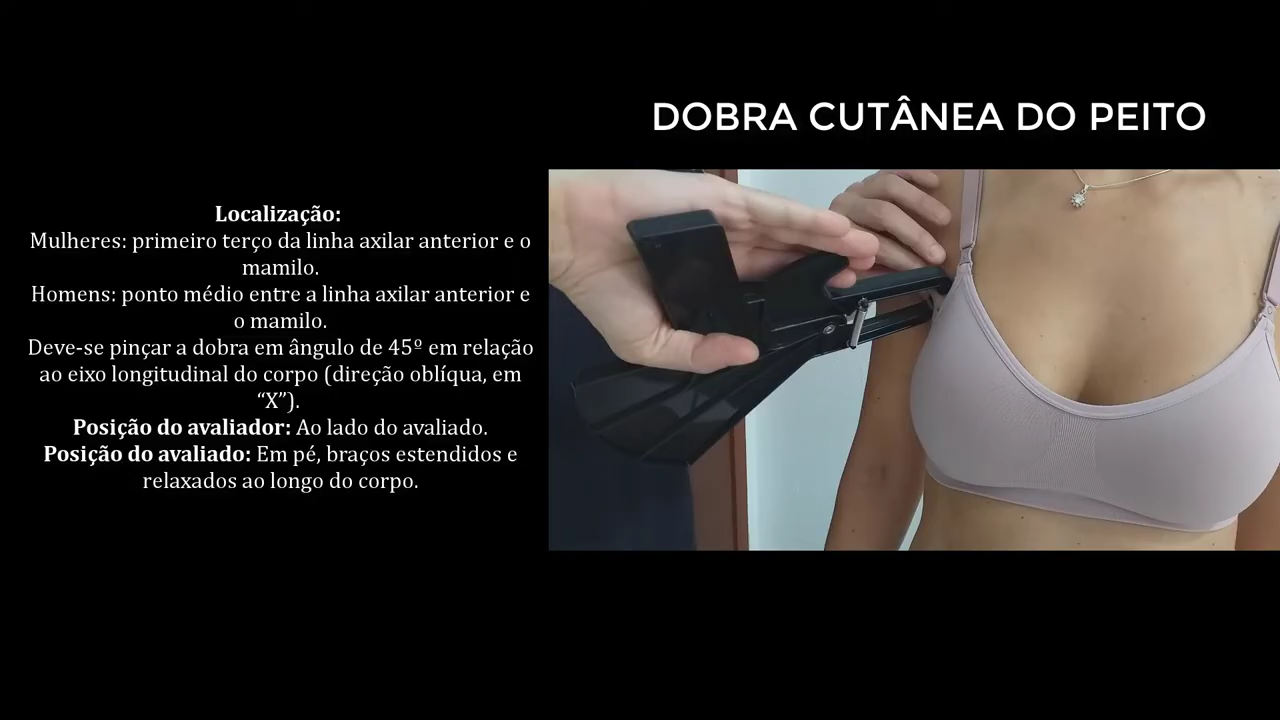 DOBRA CUTÂNEA DO PEITO
Localização:
Mulheres: primeiro terço da linha axilar anterior e o
mamilo.
Homens: ponto médio entre a linha axilar anterior e
o mamilo.
Deve-se pinçar a dobra em ângulo de 45º em relação
ao eixo longitudinal do corpo (direção oblíqua, em
“X”).
Posição do avaliador: Ao lado do avaliado.
Posição do avaliado: Em pé, braços estendidos e
relaxados ao longo do corpo.